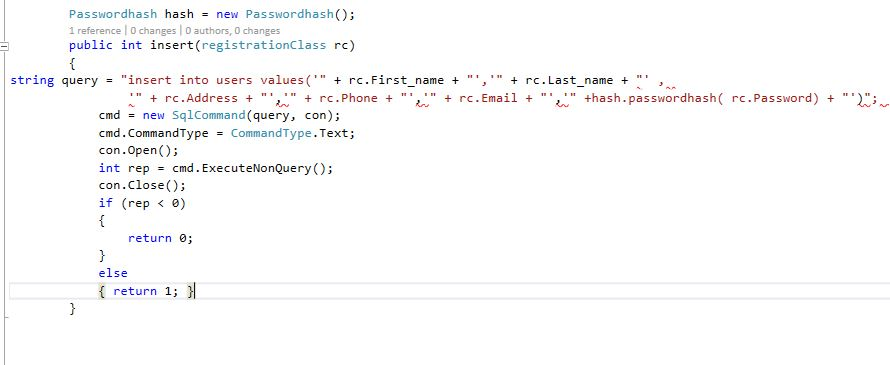 Passwordhash hash = new Passwordhash();
1 reference | 0 changes | 0 authors, 0 changes
public int insert(registrationClass rc)
{
string query = "insert into users values('" + rc.First_name + "','" + rc.Last_name + "' ,
'" + rc.Address + "','" + rc.Phone + "','" + rc.Email + "','" +hash.passwordhash( rc.Password) + "')";
cmd = new SqlCommand(query, con);
cmd.CommandType = CommandType.Text;
con.Open();
int rep = cmd.ExecuteNonQuery();
con.Close();
if (rep < 0)
{
return 0;
}
else
{ return 1; }
}